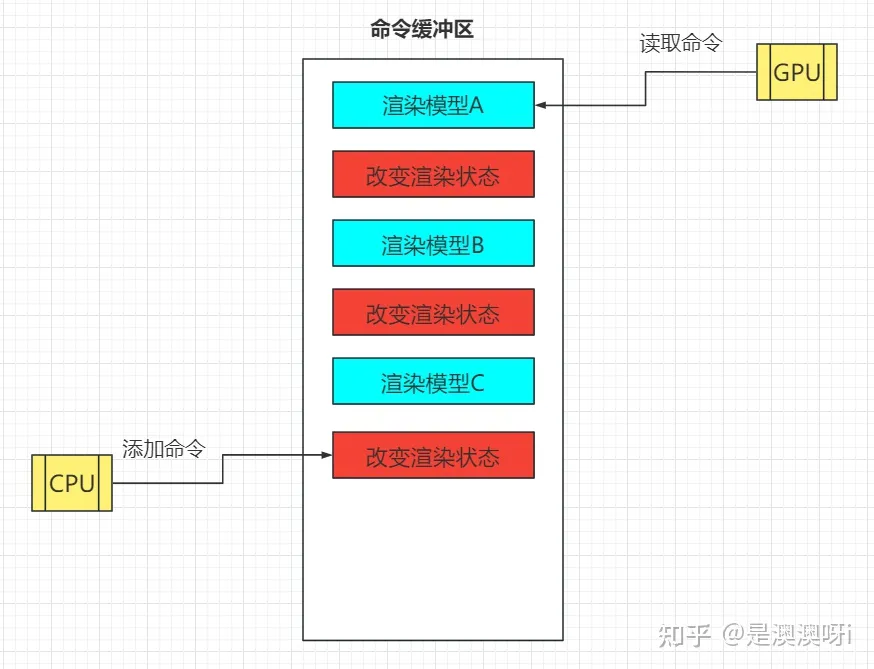 命令缓冲区
读取命令
GPU
渲染模型A
改变渲染状态
渲染模型B
改变渲染状态
渲染模型C
添加命令
CPU
改变渲染状态
知乎 @是澳澳呀i